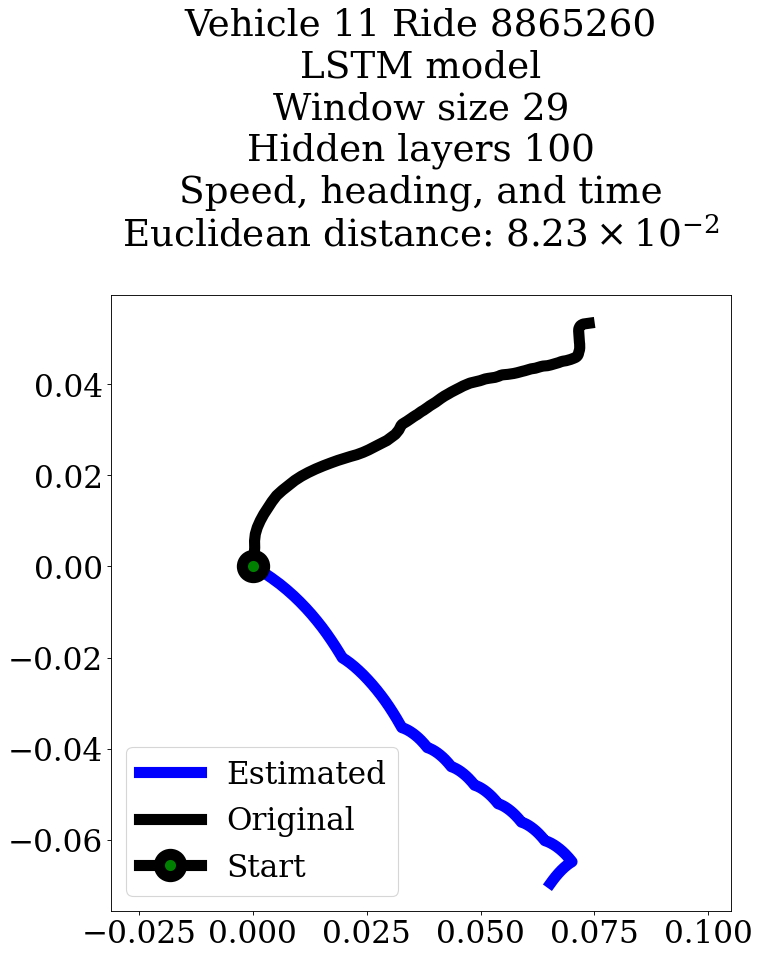 Vehicle 11 Ride 8865260
LSTM model
Window size 29
Hidden layers 100
Speed, heading, and time
Euclidean distance: 8.23 × 10⁻²
0.04
0.02
0.00
−0.02
−0.04
−0.06
Estimated
Original
Start
−0.025 0.000 0.025 0.050 0.075 0.100